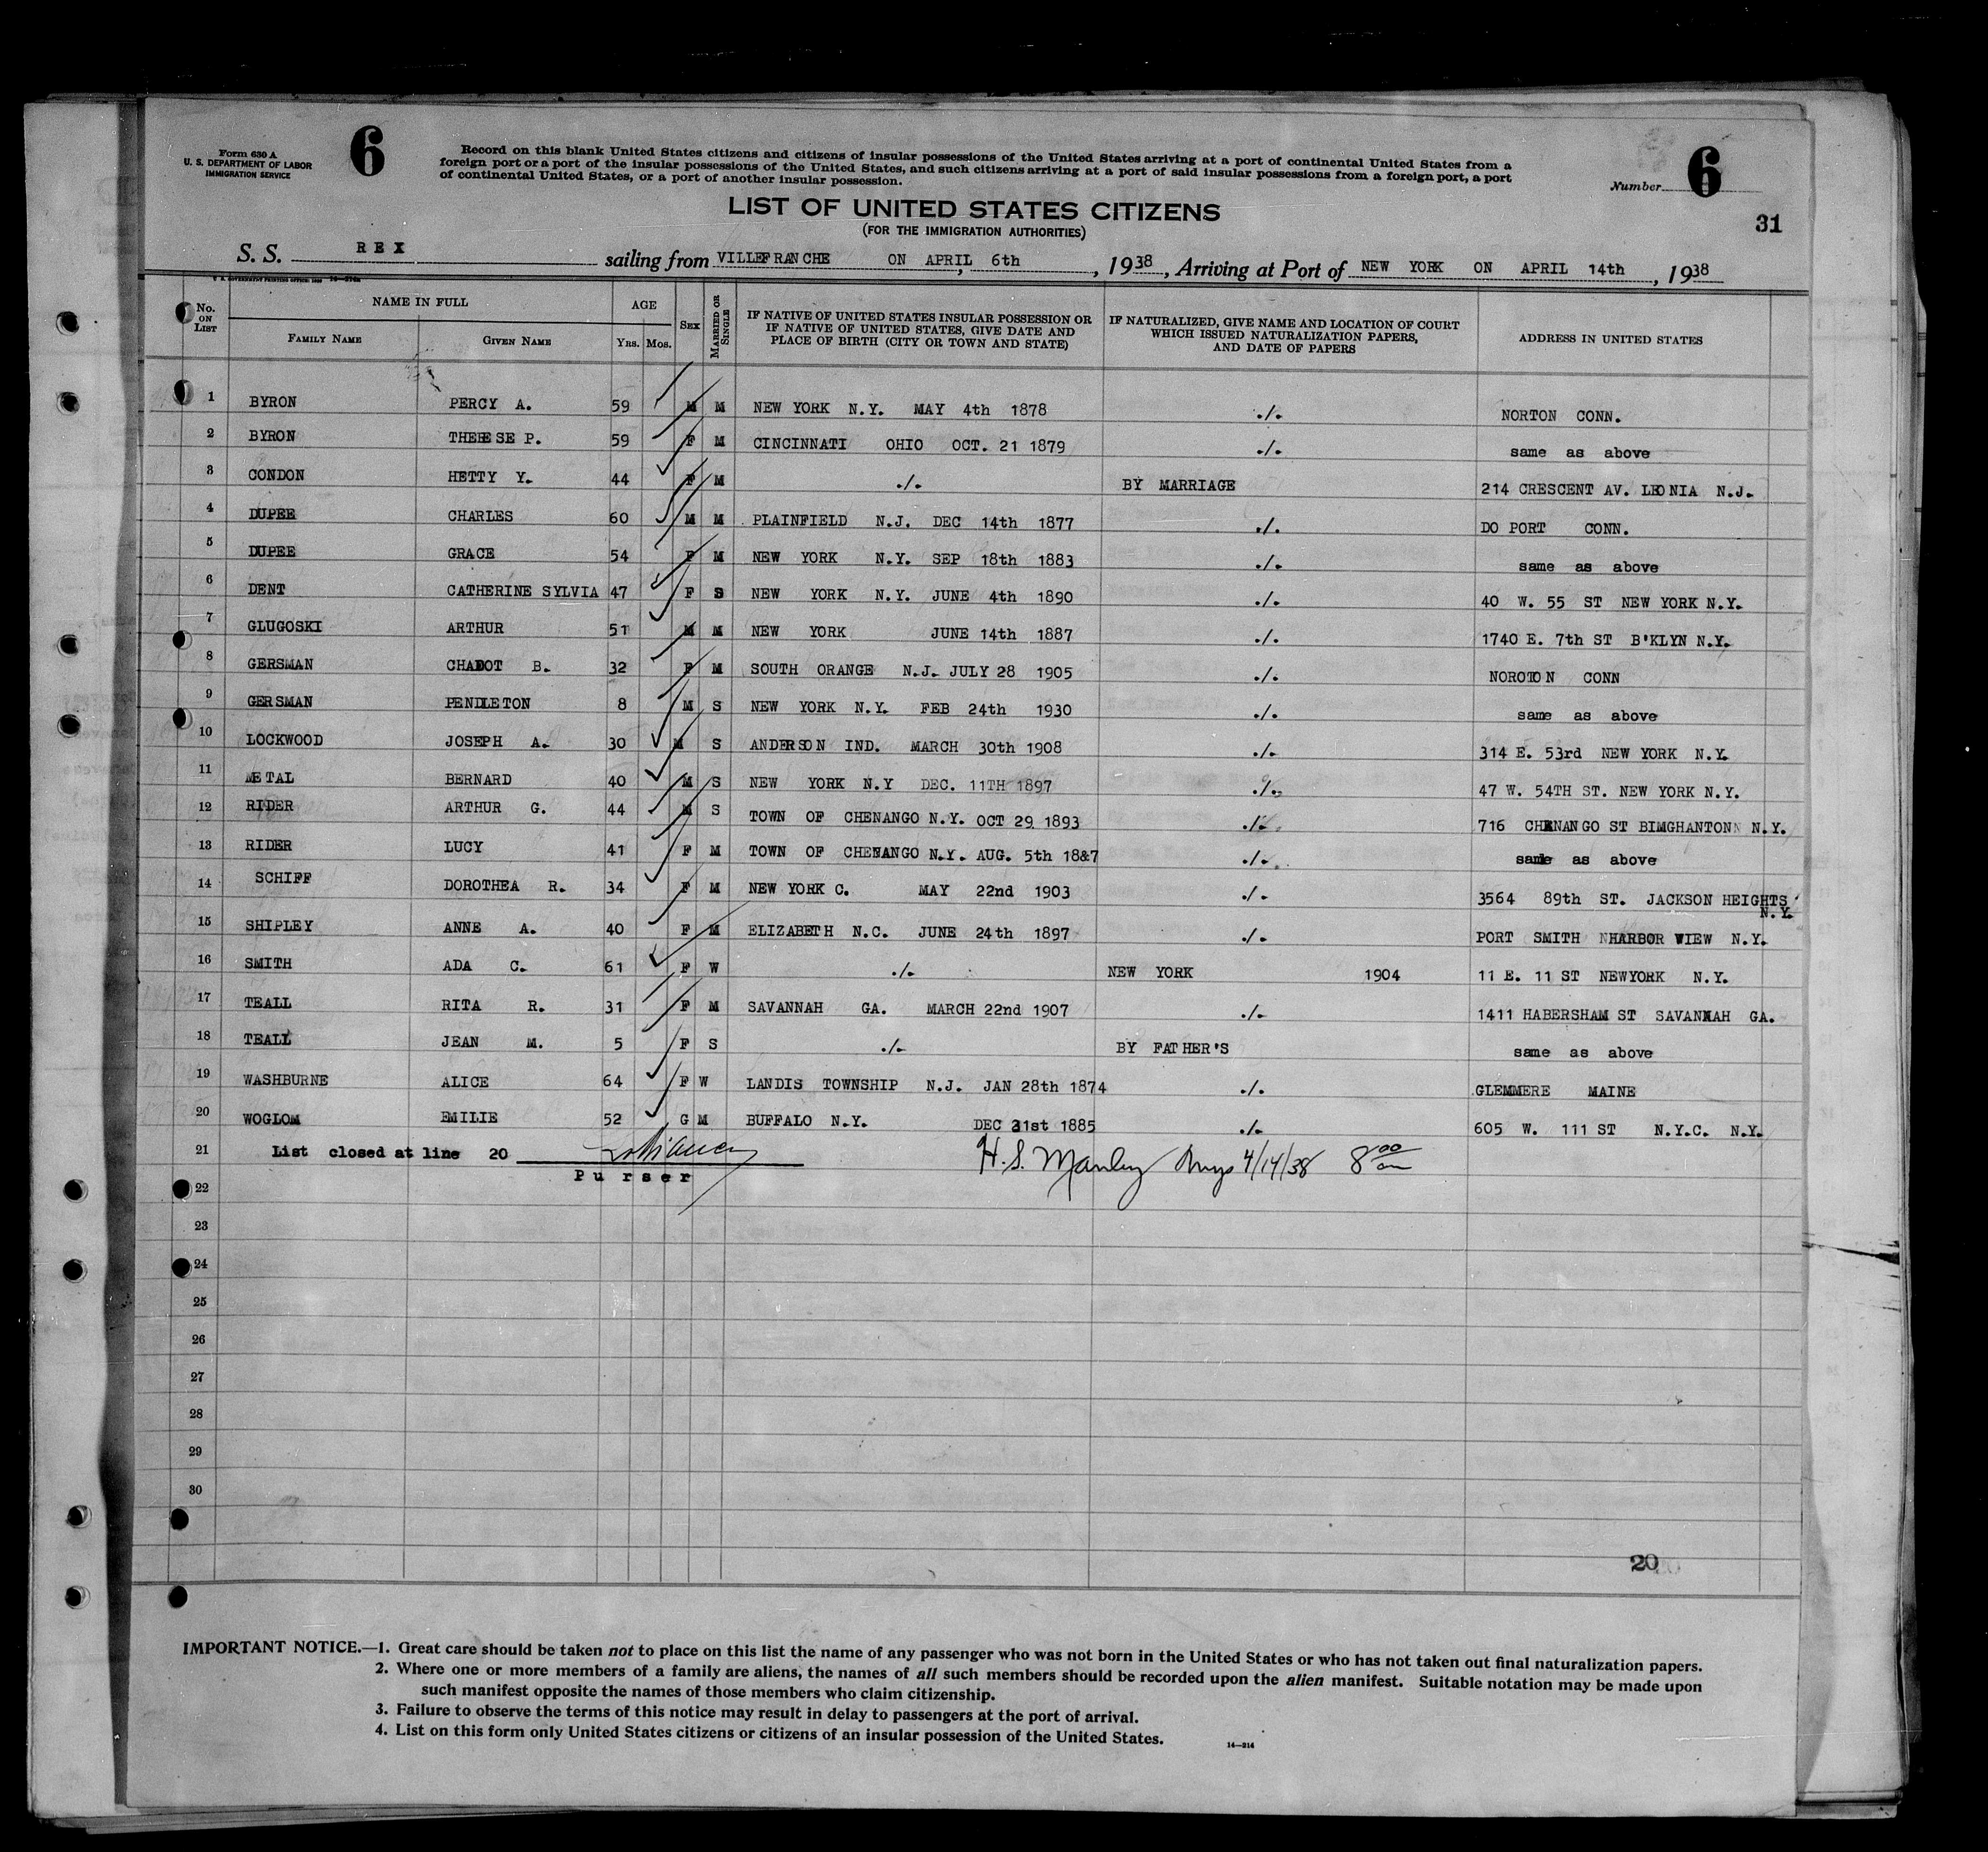 Form 630 A
U. S. DEPARTMENT OF LABOR
IMMIGRATION SERVICE
6
Record on this blank United States citizens and citizens of insular possessions of the United States arriving at a port of continental United States from a
foreign port or a port of the insular possessions of the United States, and such citizens arriving at a port of said insular possessions from a foreign port, a port
of continental United States, or a port of another insular possession.
Number 6
31
LIST OF UNITED STATES CITIZENS
(FOR THE IMMIGRATION AUTHORITIES)
S. S. REX sailing from VILLEFRANCHE ON APRIL 6th, 1938, Arriving at Port of NEW YORK ON APRIL 14th, 1938
No. ON LIST NAME IN FULL FAMILY NAME GIVEN NAME AGE YRS. MOS. SEX MARRIED OR SINGLE IF NATIVE OF UNITED STATES INSULAR POSSESSION OR IF NATIVE OF UNITED STATES, GIVE DATE AND PLACE OF BIRTH (CITY OR TOWN AND STATE) IF NATURALIZED, GIVE NAME AND LOCATION OF COURT WHICH ISSUED NATURALIZATION PAPERS, AND DATE OF PAPERS ADDRESS IN UNITED STATES
1 BYRON PERCY A. 59 M M NEW YORK N.Y. MAY 4th 1878 ./. NORTON CONN.
2 BYRON THERESE P. 59 F M CINCINNATI OHIO OCT. 21 1879 ./. same as above
3 CONDON HETTY Y. 44 F M ./. BY MARRIAGE 214 CRESCENT AV. LEONIA N.J.
4 DUPEE CHARLES 60 M M PLAINFIELD N.J. DEC 14th 1877 ./. DO PORT CONN.
5 DUPEE GRACE 54 F M NEW YORK N.Y. SEP 18th 1883 ./. same as above
6 DENT CATHERINE SYLVIA 47 F S NEW YORK N.Y. JUNE 4th 1890 ./. 40 W. 55 ST NEW YORK N.Y.
7 GLUGOSKI ARTHUR 51 M M NEW YORK JUNE 14th 1887 ./. 1740 E. 7th ST B'KLYN N.Y.
8 GERSMAN CHADOT B. 32 F M SOUTH ORANGE N.J. JULY 28 1905 ./. NOROTON CONN
9 GERSMAN PENDLETON 8 M S NEW YORK N.Y. FEB 24th 1930 ./. same as above
10 LOCKWOOD JOSEPH A. 30 M S ANDERSON IND. MARCH 30th 1908 ./. 314 E. 53rd NEW YORK N.Y.
11 METAL BERNARD 40 M S NEW YORK N.Y DEC. 11TH 1897 ./. 47 W. 54TH ST. NEW YORK N.Y.
12 RIDER ARTHUR G. 44 M S TOWN OF CHENANGO N.Y. OCT 29 1893 ./. 716 CHENANGO ST BIMGHANTON N.Y.
13 RIDER LUCY 41 F M TOWN OF CHENANGO N.Y. AUG. 5th 1887 ./. same as above
14 SCHIFF DOROTHEA R. 34 F M NEW YORK C. MAY 22nd 1903 ./. 3564 89th ST. JACKSON HEIGHTS N.Y.
15 SHIPLEY ANNE A. 40 F M ELIZABETH N.C. JUNE 24th 1897 ./. PORT SMITH HARBOR VIEW N.Y.
16 SMITH ADA C. 61 F W ./. NEW YORK 1904 11 E. 11 ST NEWYORK N.Y.
17 TEALL RITA R. 31 F M SAVANNAH GA. MARCH 22nd 1907 ./. 1411 HABERSHAM ST SAVANNAH GA.
18 TEALL JEAN M. 5 F S ./. BY FATHER'S same as above
19 WASHBURNE ALICE 64 F W LANDIS TOWNSHIP N.J. JAN 28th 1874 ./. GLEMMERE MAINE
20 WOGLOM EMILIE 52 G M BUFFALO N.Y. DEC 31st 1885 ./. 605 W. 111 ST N.Y.C. N.Y.
21 List closed at line 20 H. S. Manley 4/14/38 8 00 am
Purser
22
23
24
25
26
27
28
29
30
20
IMPORTANT NOTICE.—1. Great care should be taken not to place on this list the name of any passenger who was not born in the United States or who has not taken out final naturalization papers.
2. Where one or more members of a family are aliens, the names of all such members should be recorded upon the alien manifest. Suitable notation may be made upon
such manifest opposite the names of those members who claim citizenship.
3. Failure to observe the terms of this notice may result in delay to passengers at the port of arrival.
4. List on this form only United States citizens or citizens of an insular possession of the United States.
14—214